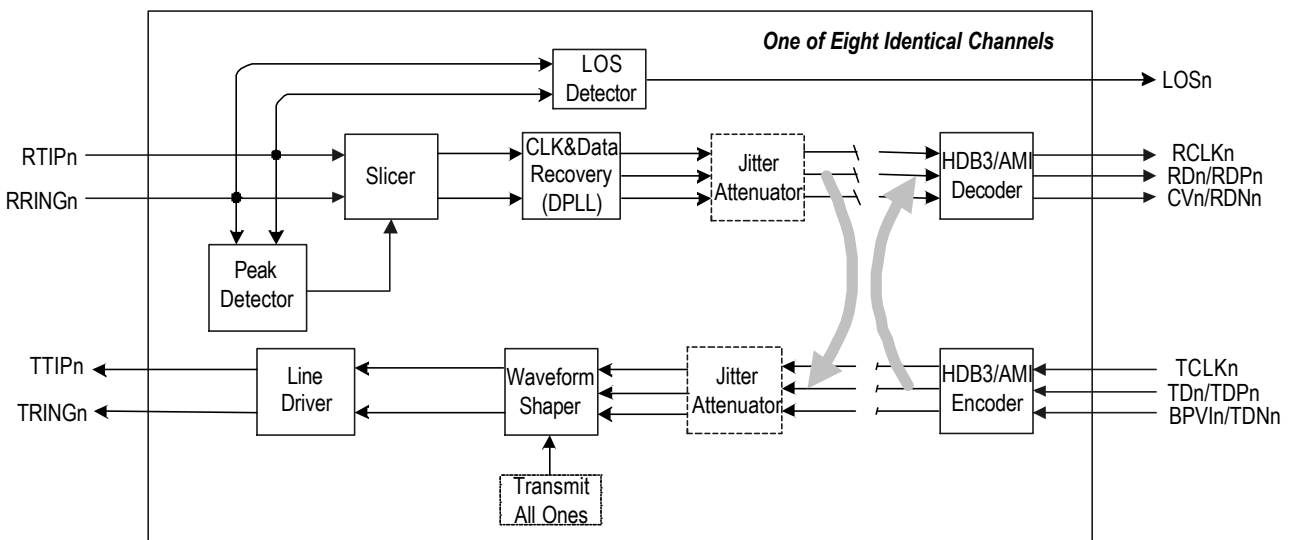 One of Eight Identical Channels
LOS
Detector
LOSn
RTIPn
RRINGn
Slicer
CLK&Data
Recovery
(DPLL)
Jitter
Attenuator
HDB3/AMI
Decoder
RCLKn
RDn/RDPn
CVn/RDNn
Peak
Detector
TTIPn
TRINGn
Line
Driver
Waveform
Shaper
Jitter
Attenuator
HDB3/AMI
Encoder
TCLKn
TDn/TDPn
BPVIn/TDNn
Transmit
All Ones